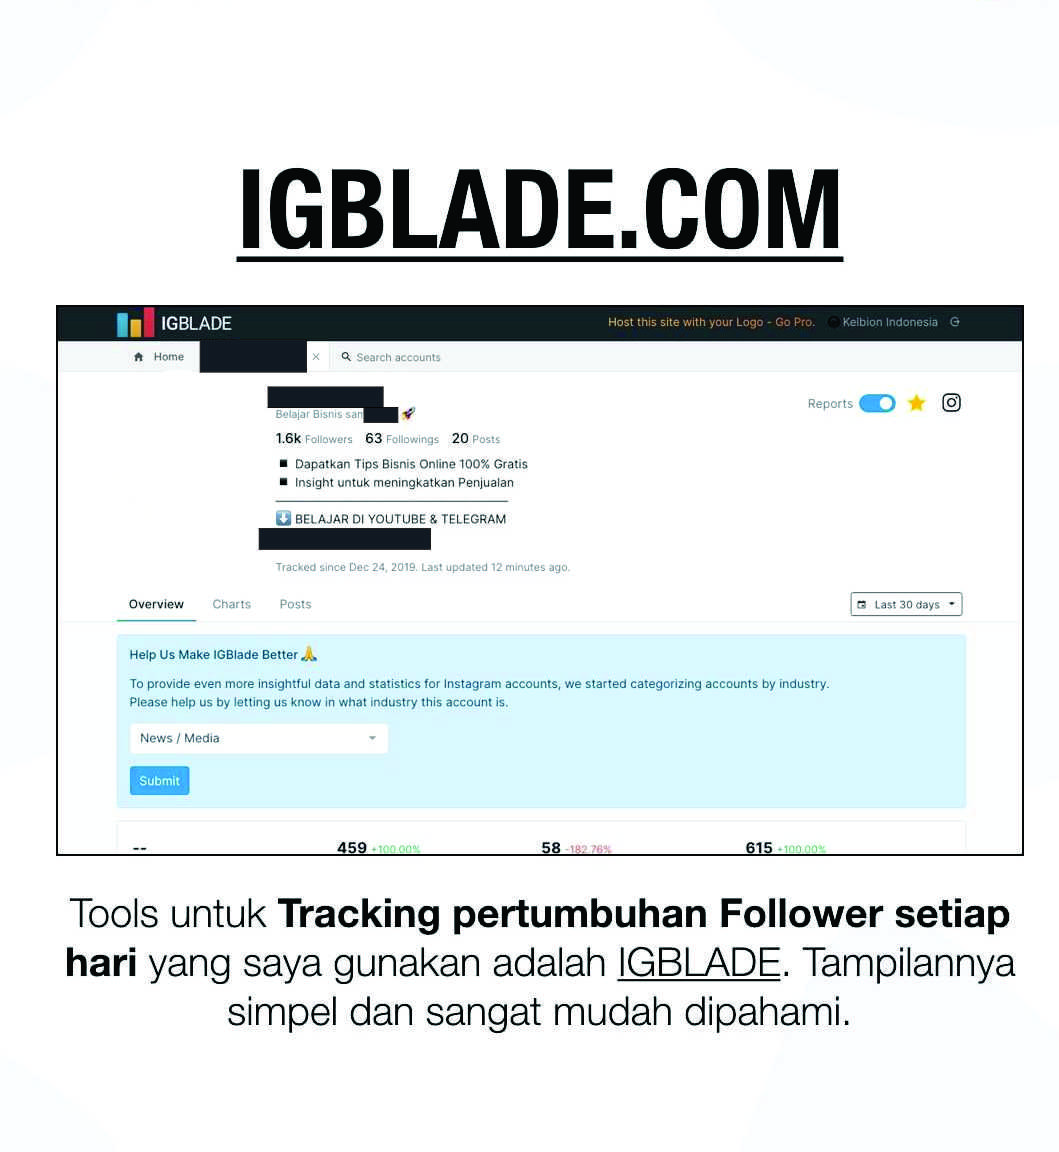 IGBLADE.COM
IGBLADE
Host this site with your Logo - Go Pro. Kelbion Indonesia
Home
Search accounts
Reports
Belajar Bisnis san
1.6k Followers 63 Followings 20 Posts
Dapatkan Tips Bisnis Online 100% Gratis
Insight untuk meningkatkan Penjualan
BELAJAR DI YOUTUBE & TELEGRAM
Tracked since Dec 24, 2019. Last updated 12 minutes ago.
Overview Charts Posts
Last 30 days
Help Us Make IGBlade Better 🙏
To provide even more insightful data and statistics for Instagram accounts, we started categorizing accounts by industry.
Please help us by letting us know in what industry this account is.
News / Media
Submit
-- 459 +100.00% 58 -182.76% 615 +100.00%
Tools untuk Tracking pertumbuhan Follower setiap
hari yang saya gunakan adalah IGBLADE. Tampilannya
simpel dan sangat mudah dipahami.